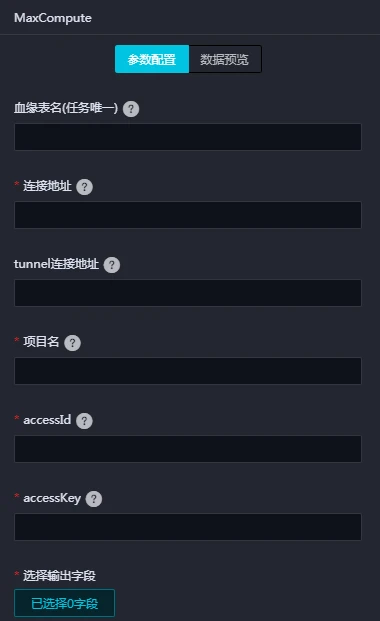 MaxCompute
参数配置 数据预览
血缘表名(任务唯一) ?
* 连接地址 ?
tunnel连接地址 ?
* 项目名 ?
* accessId ?
* accessKey ?
* 选择输出字段
已选择0字段